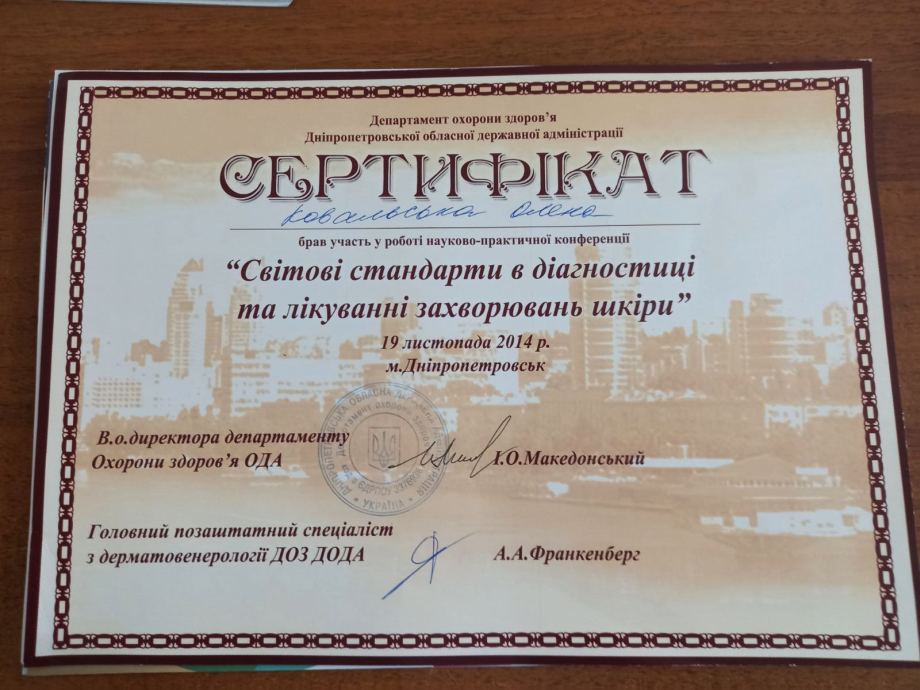 Департамент охорони здоров'я
Дніпропетровської обласної державної адміністрації
СЕРТИФІКАТ
Ковальська Олена
брав участь у роботі науково-практичної конференції
“Світові стандарти в діагностиці
та лікуванні захворювань шкіри”
19 листопада 2014 р.
м.Дніпропетровськ
В.о.директора департаменту
Охорони здоров'я ОДА
І.О.Македонський
УКРАЇНА
Головний позаштатний спеціаліст
з дерматовенерології ДОЗ ДОДА
А.А.Франкенберг